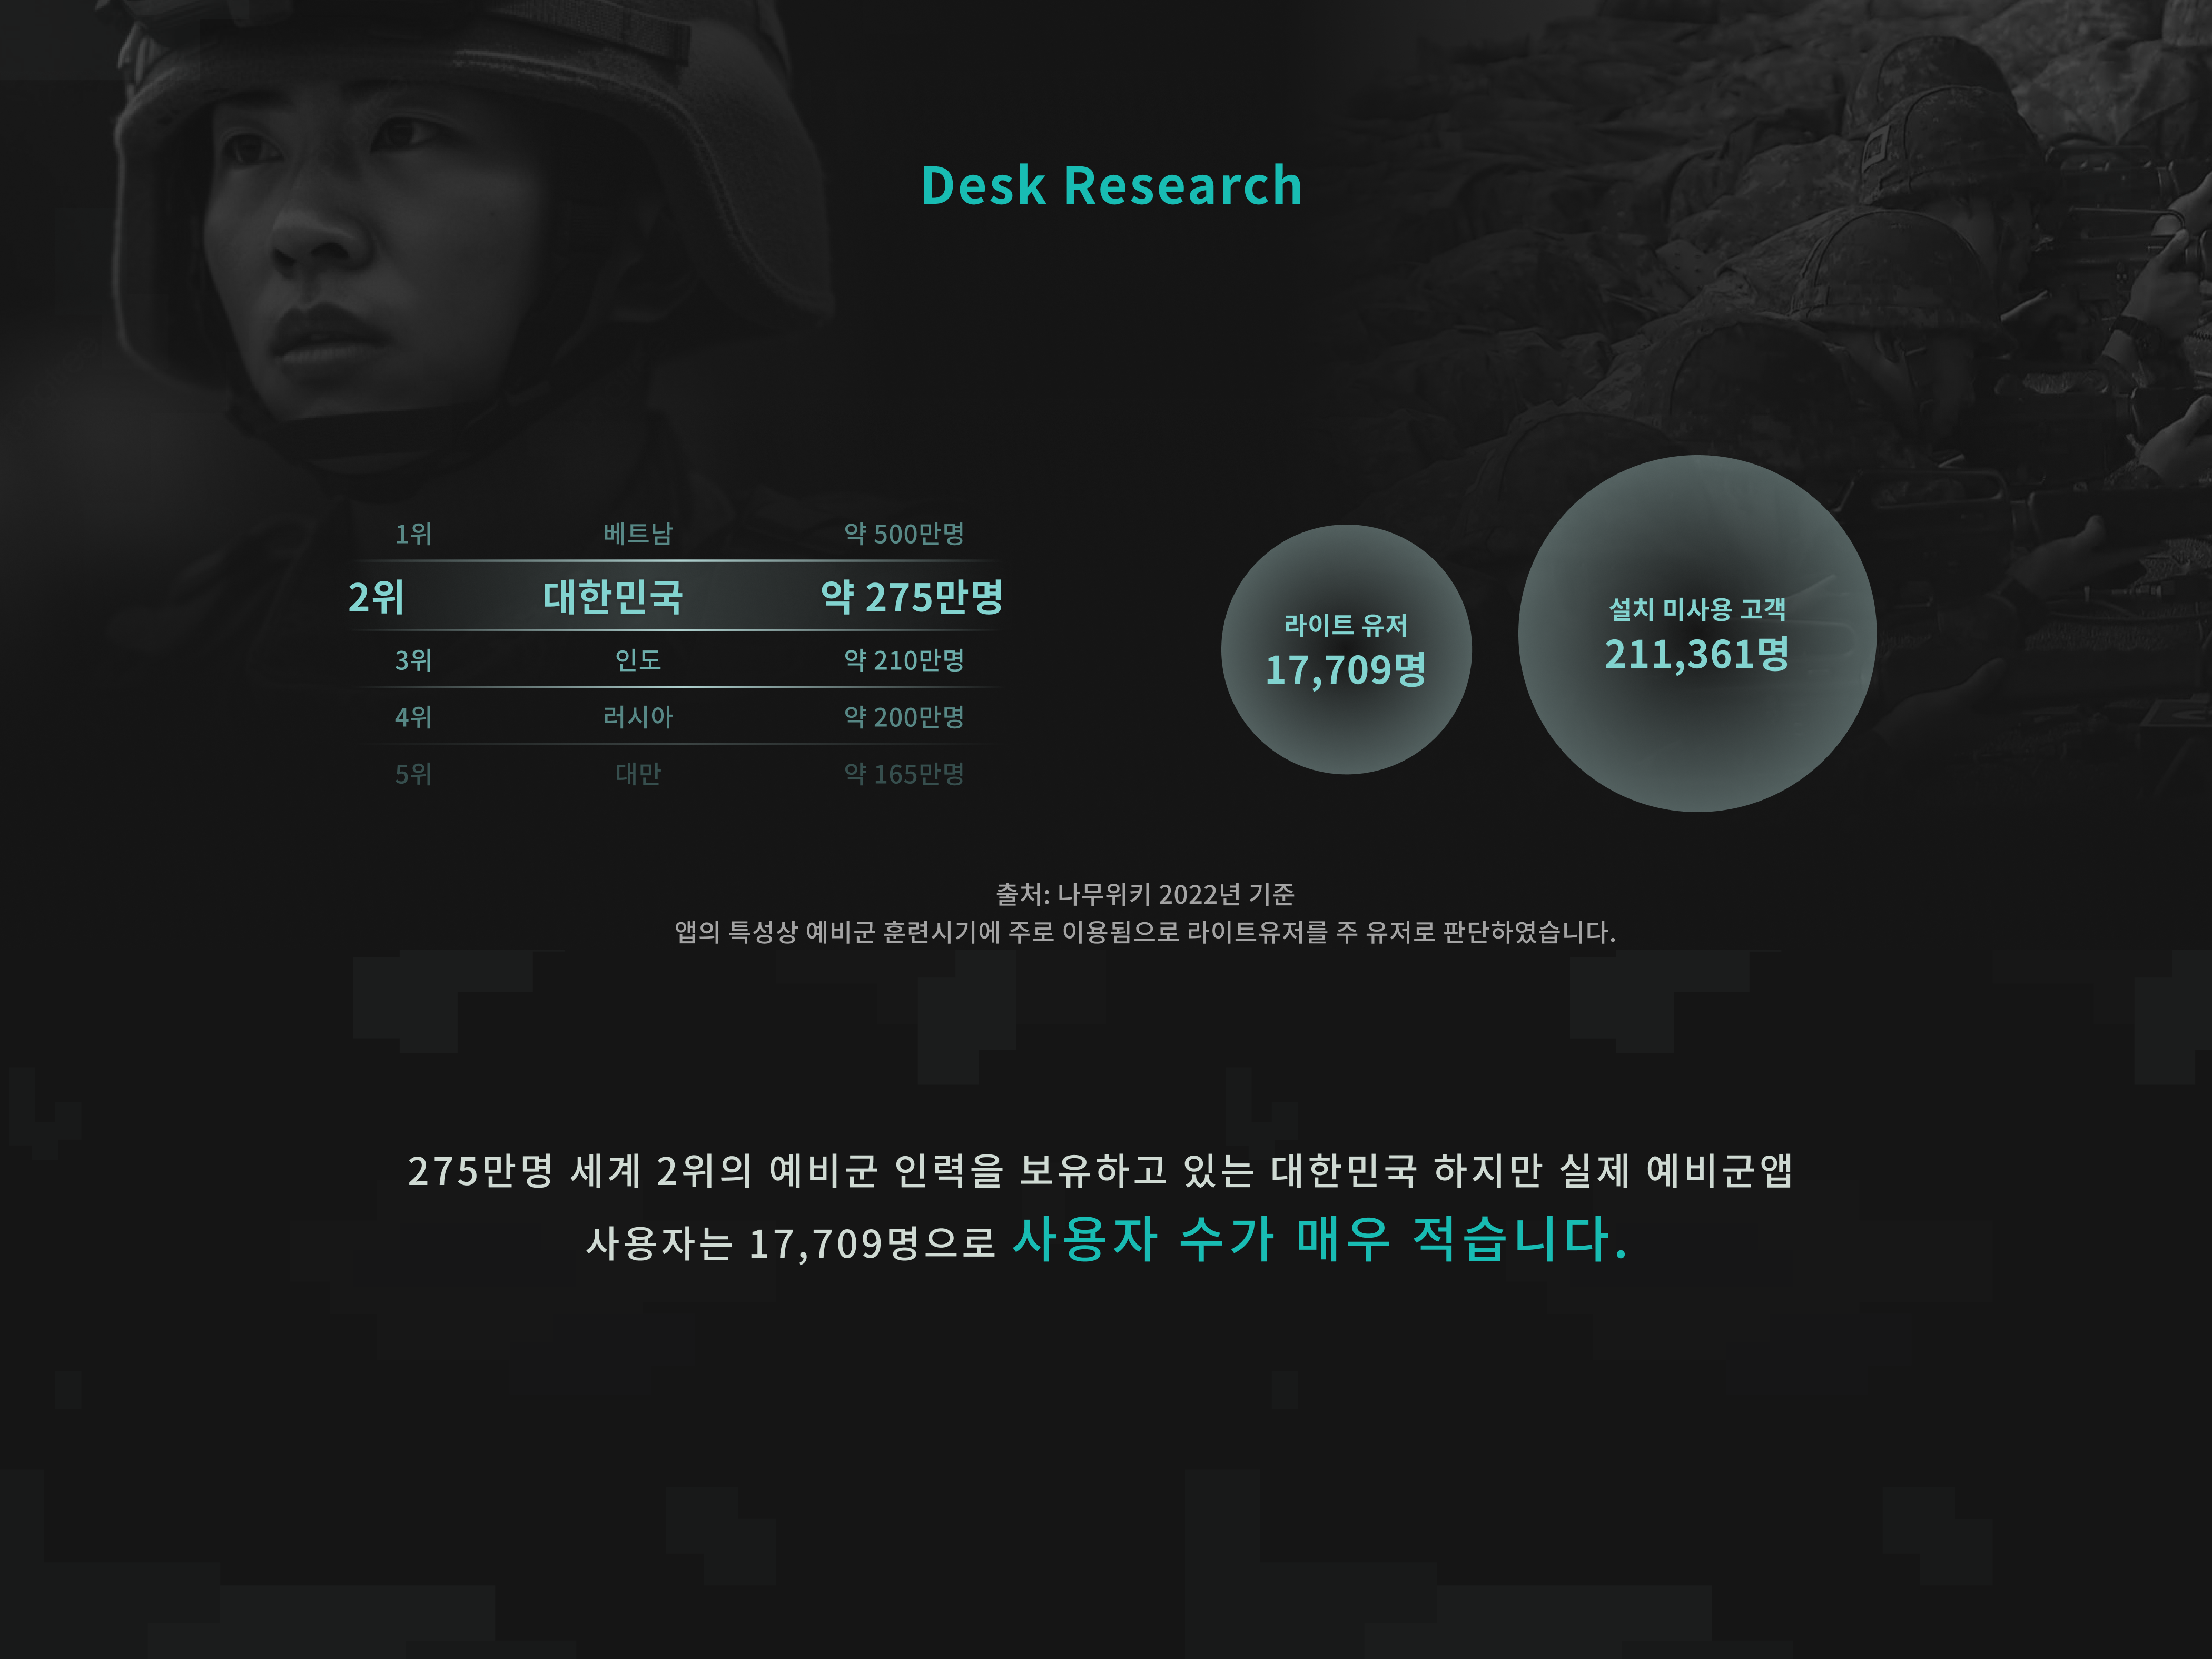 Desk Research
1위 베트남 약 500만명
2위 대한민국 약 275만명
3위 인도 약 210만명
4위 러시아 약 200만명
5위 대만 약 165만명
라이트 유저
17,709명
설치 미사용 고객
211,361명
출처: 나무위키 2022년 기준
앱의 특성상 예비군 훈련시기에 주로 이용됨으로 라이트유저를 주 유저로 판단하였습니다.
275만명 세계 2위의 예비군 인력을 보유하고 있는 대한민국 하지만 실제 예비군앱
사용자는 17,709명으로 사용자 수가 매우 적습니다.